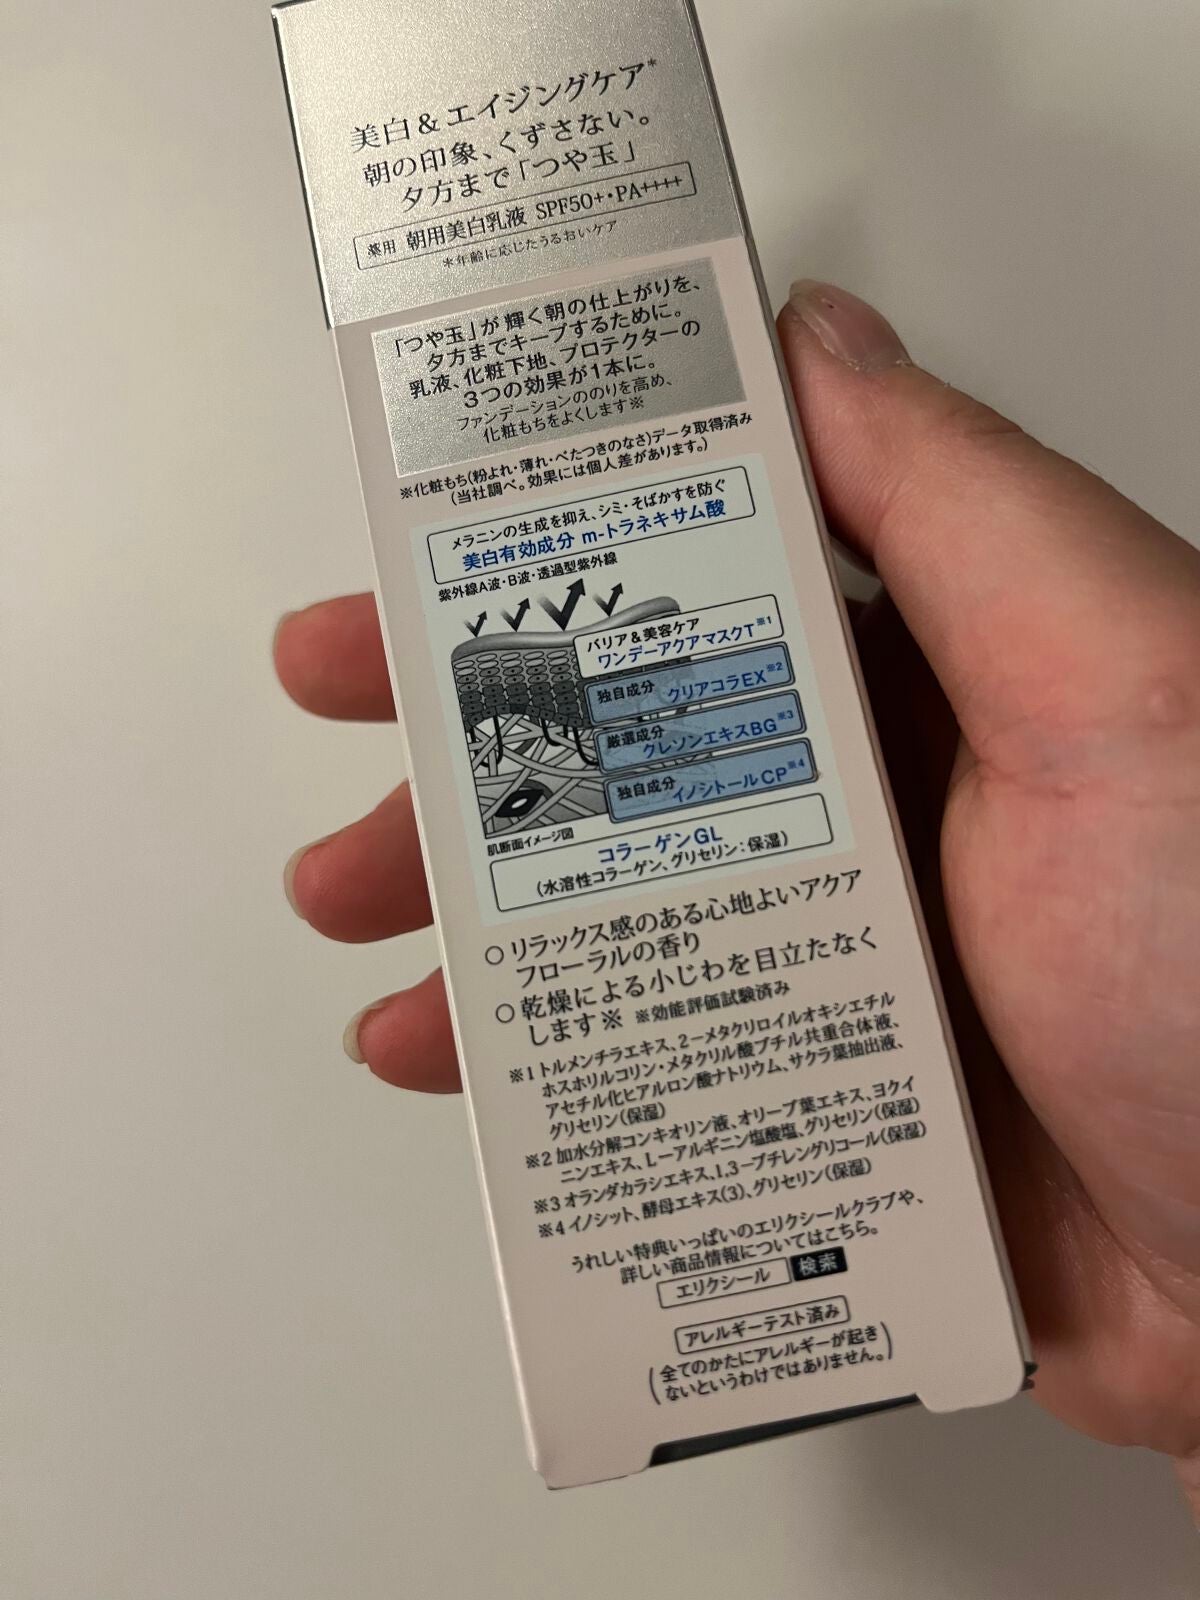 美白&エイジングケア*
朝の印象、くずさない。
夕方まで「つや玉」
薬用 朝用美白乳液 SPF50+・PA++++
*年齢に応じたうるおいケア
「つや玉」が輝く朝の仕上がりを、
夕方までキープするために。
乳液、化粧下地、プロテクターの
3つの効果が1本に。
ファンデーションののりを高め、
化粧もちをよくします※
※化粧もち(粉よれ・薄れ・べたつきのなさ)データ取得済み
(当社調べ。効果には個人差があります。)
メラニンの生成を抑え、シミ・そばかすを防ぐ
美白有効成分 m-トラネキサム酸
紫外線A波・B波・透過型紫外線
バリア&美容ケア
ワンデーアクアマスクT※1
独自成分 クリアコラEX※2
厳選成分
クレソンエキスBG※3
独自成分
イノシトールCP※4
肌断面イメージ図
コラーゲンGL
(水溶性コラーゲン、グリセリン:保湿)
○リラックス感のある心地よいアクア
フローラルの香り
○乾燥による小じわを目立たなく
します※ ※効能評価試験済み
※1トルメンチラエキス、2-メタクリロイルオキシエチル
ホスホリルコリン・メタクリル酸ブチル共重合体液、
アセチル化ヒアルロン酸ナトリウム、サクラ葉抽出液、
グリセリン(保湿)
※2加水分解コンキオリン液、オリーブ葉エキス、ヨクイ
ニンエキス、L-アルギニン塩酸塩、グリセリン(保湿)
※3オランダカラシエキス、1,3-ブチレングリコール(保湿)
※4イノシット、酵母エキス(3)、グリセリン(保湿)
うれしい特典いっぱいのエリクシールクラブや、
詳しい商品情報についてはこちら。
エリクシール 検索
アレルギーテスト済み
(全てのかたにアレルギーが起き
ないというわけではありません。)